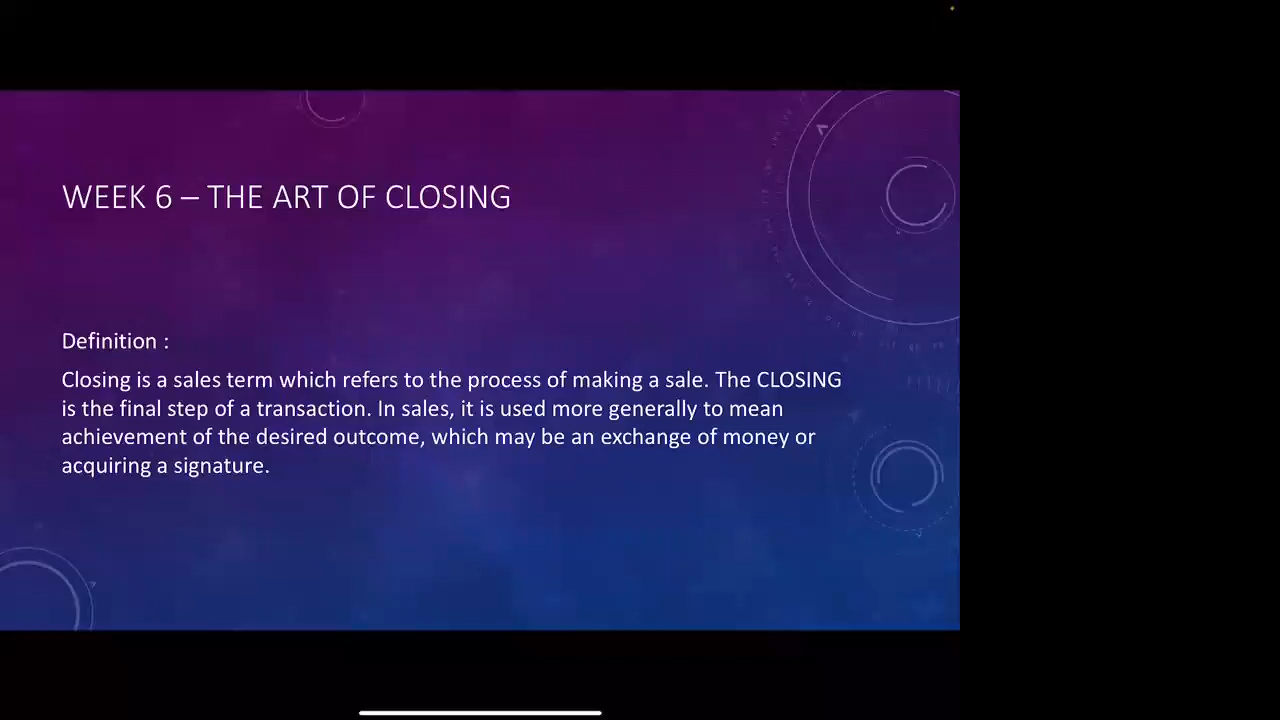 WEEK 6 – THE ART OF CLOSING
Definition :
Closing is a sales term which refers to the process of making a sale. The CLOSING
is the final step of a transaction. In sales, it is used more generally to mean
achievement of the desired outcome, which may be an exchange of money or
acquiring a signature.